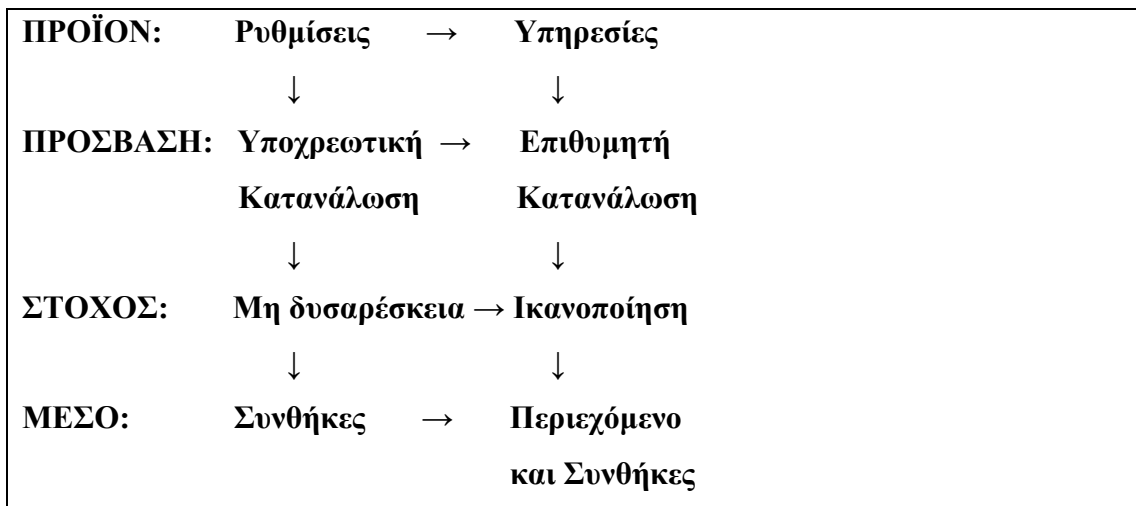 ΠΡΟΪΟΝ: Ρυθμίσεις → Υπηρεσίες
↓ ↓
ΠΡΟΣΒΑΣΗ: Υποχρεωτική → Επιθυμητή
Κατανάλωση Κατανάλωση
↓ ↓
ΣΤΟΧΟΣ: Μη δυσαρέσκεια → Ικανοποίηση
↓ ↓
ΜΕΣΟ: Συνθήκες → Περιεχόμενο
και Συνθήκες